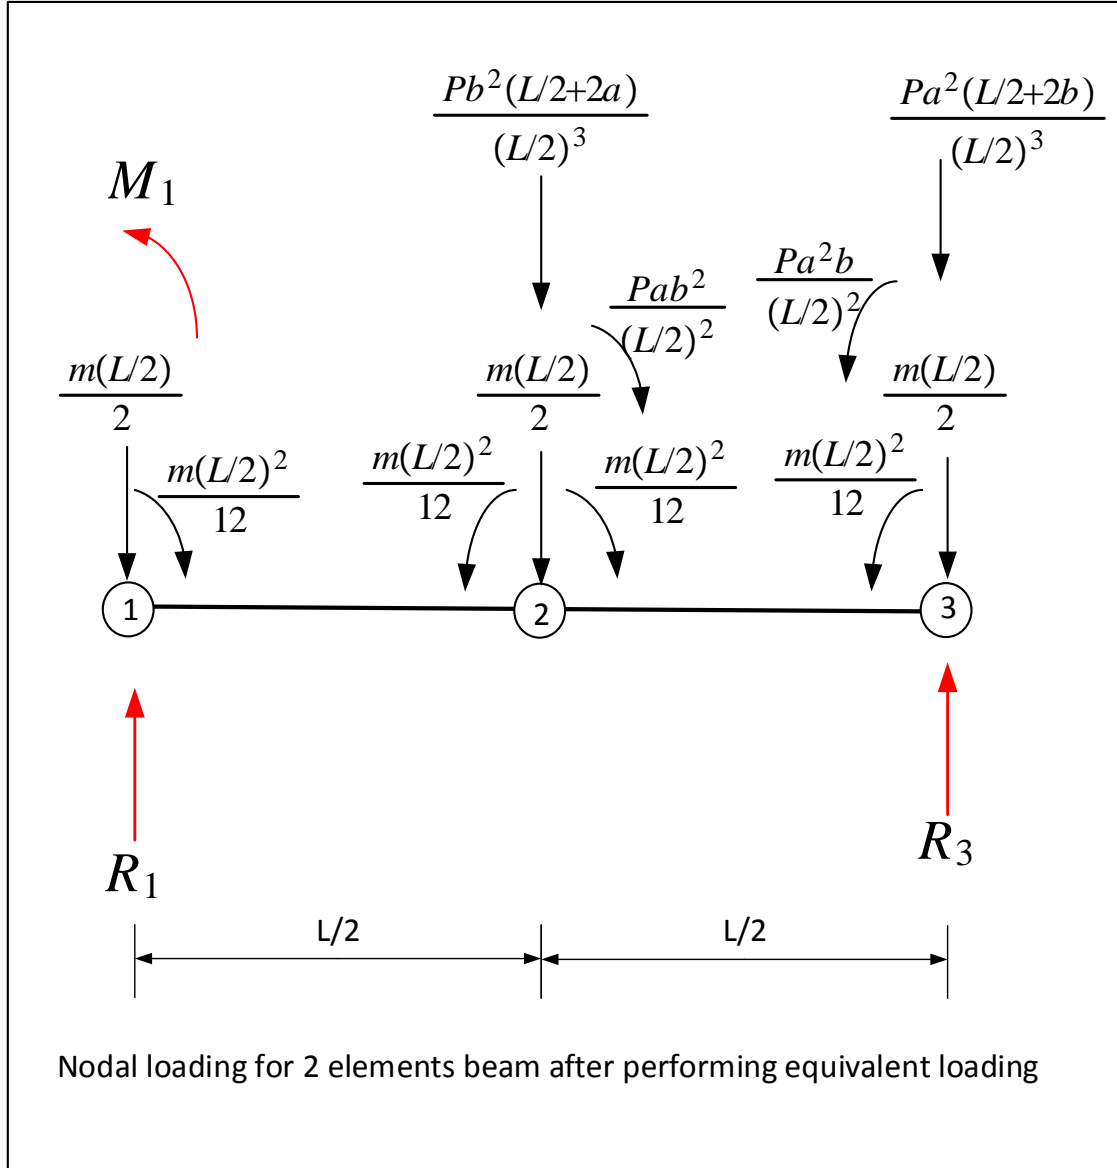 Pb²(L/2+2a)
(L/2)³
Pa²(L/2+2b)
(L/2)³
M₁
Pab²
(L/2)²
Pa²b
(L/2)²
m(L/2)
2
m(L/2)
2
m(L/2)
2
m(L/2)²
12
m(L/2)²
12
m(L/2)²
12
m(L/2)²
12
1
2
3
R₁
R₃
L/2
L/2
Nodal loading for 2 elements beam after performing equivalent loading